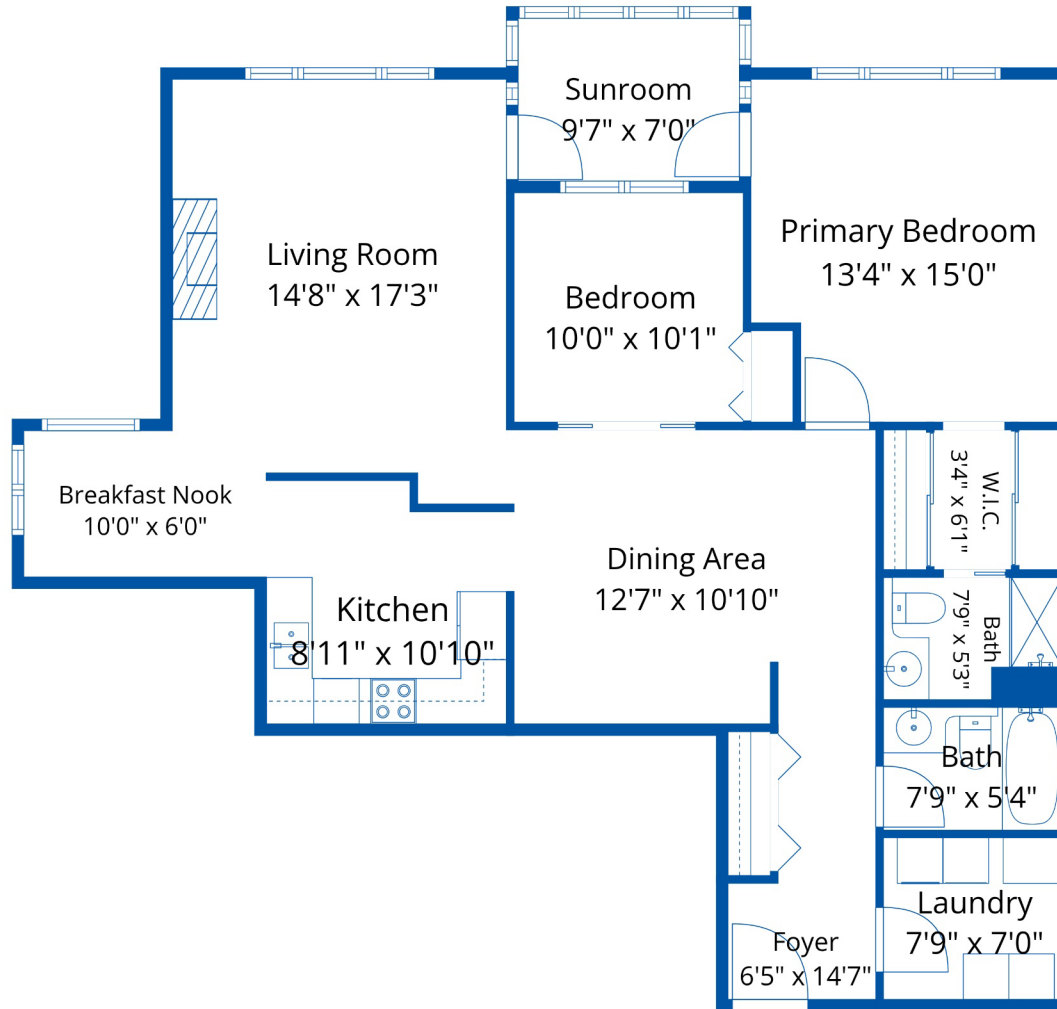 Sunroom
9'7" x 7'0"
Living Room
14'8" x 17'3"
Primary Bedroom
13'4" x 15'0"
Bedroom
10'0" x 10'1"
Breakfast Nook
10'0" x 6'0"
W.I.C.
3'4" x 6'1"
Dining Area
12'7" x 10'10"
Kitchen
8'11" x 10'10"
Bath
7'9" x 5'3"
Bath
7'9" x 5'4"
Laundry
7'9" x 7'0"
Foyer
6'5" x 14'7"